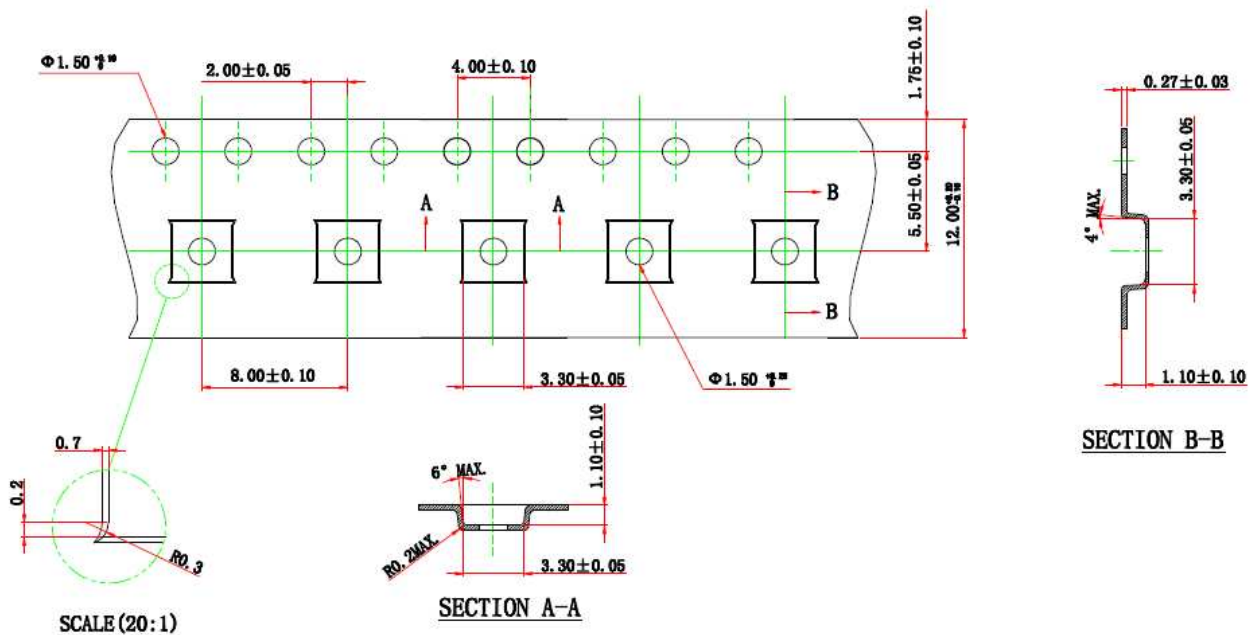 Φ1.50
2.00±0.05
4.00±0.10
1.75±0.10
0.27±0.03
A
A
B
B
5.50±0.05
12.00
3.30±0.05
4° MAX.
8.00±0.10
3.30±0.05
Φ1.50
1.10±0.10
SECTION B-B
0.7
0.2
R0.3
SCALE(20:1)
6° MAX.
1.10±0.10
R0.2MAX.
3.30±0.05
SECTION A-A